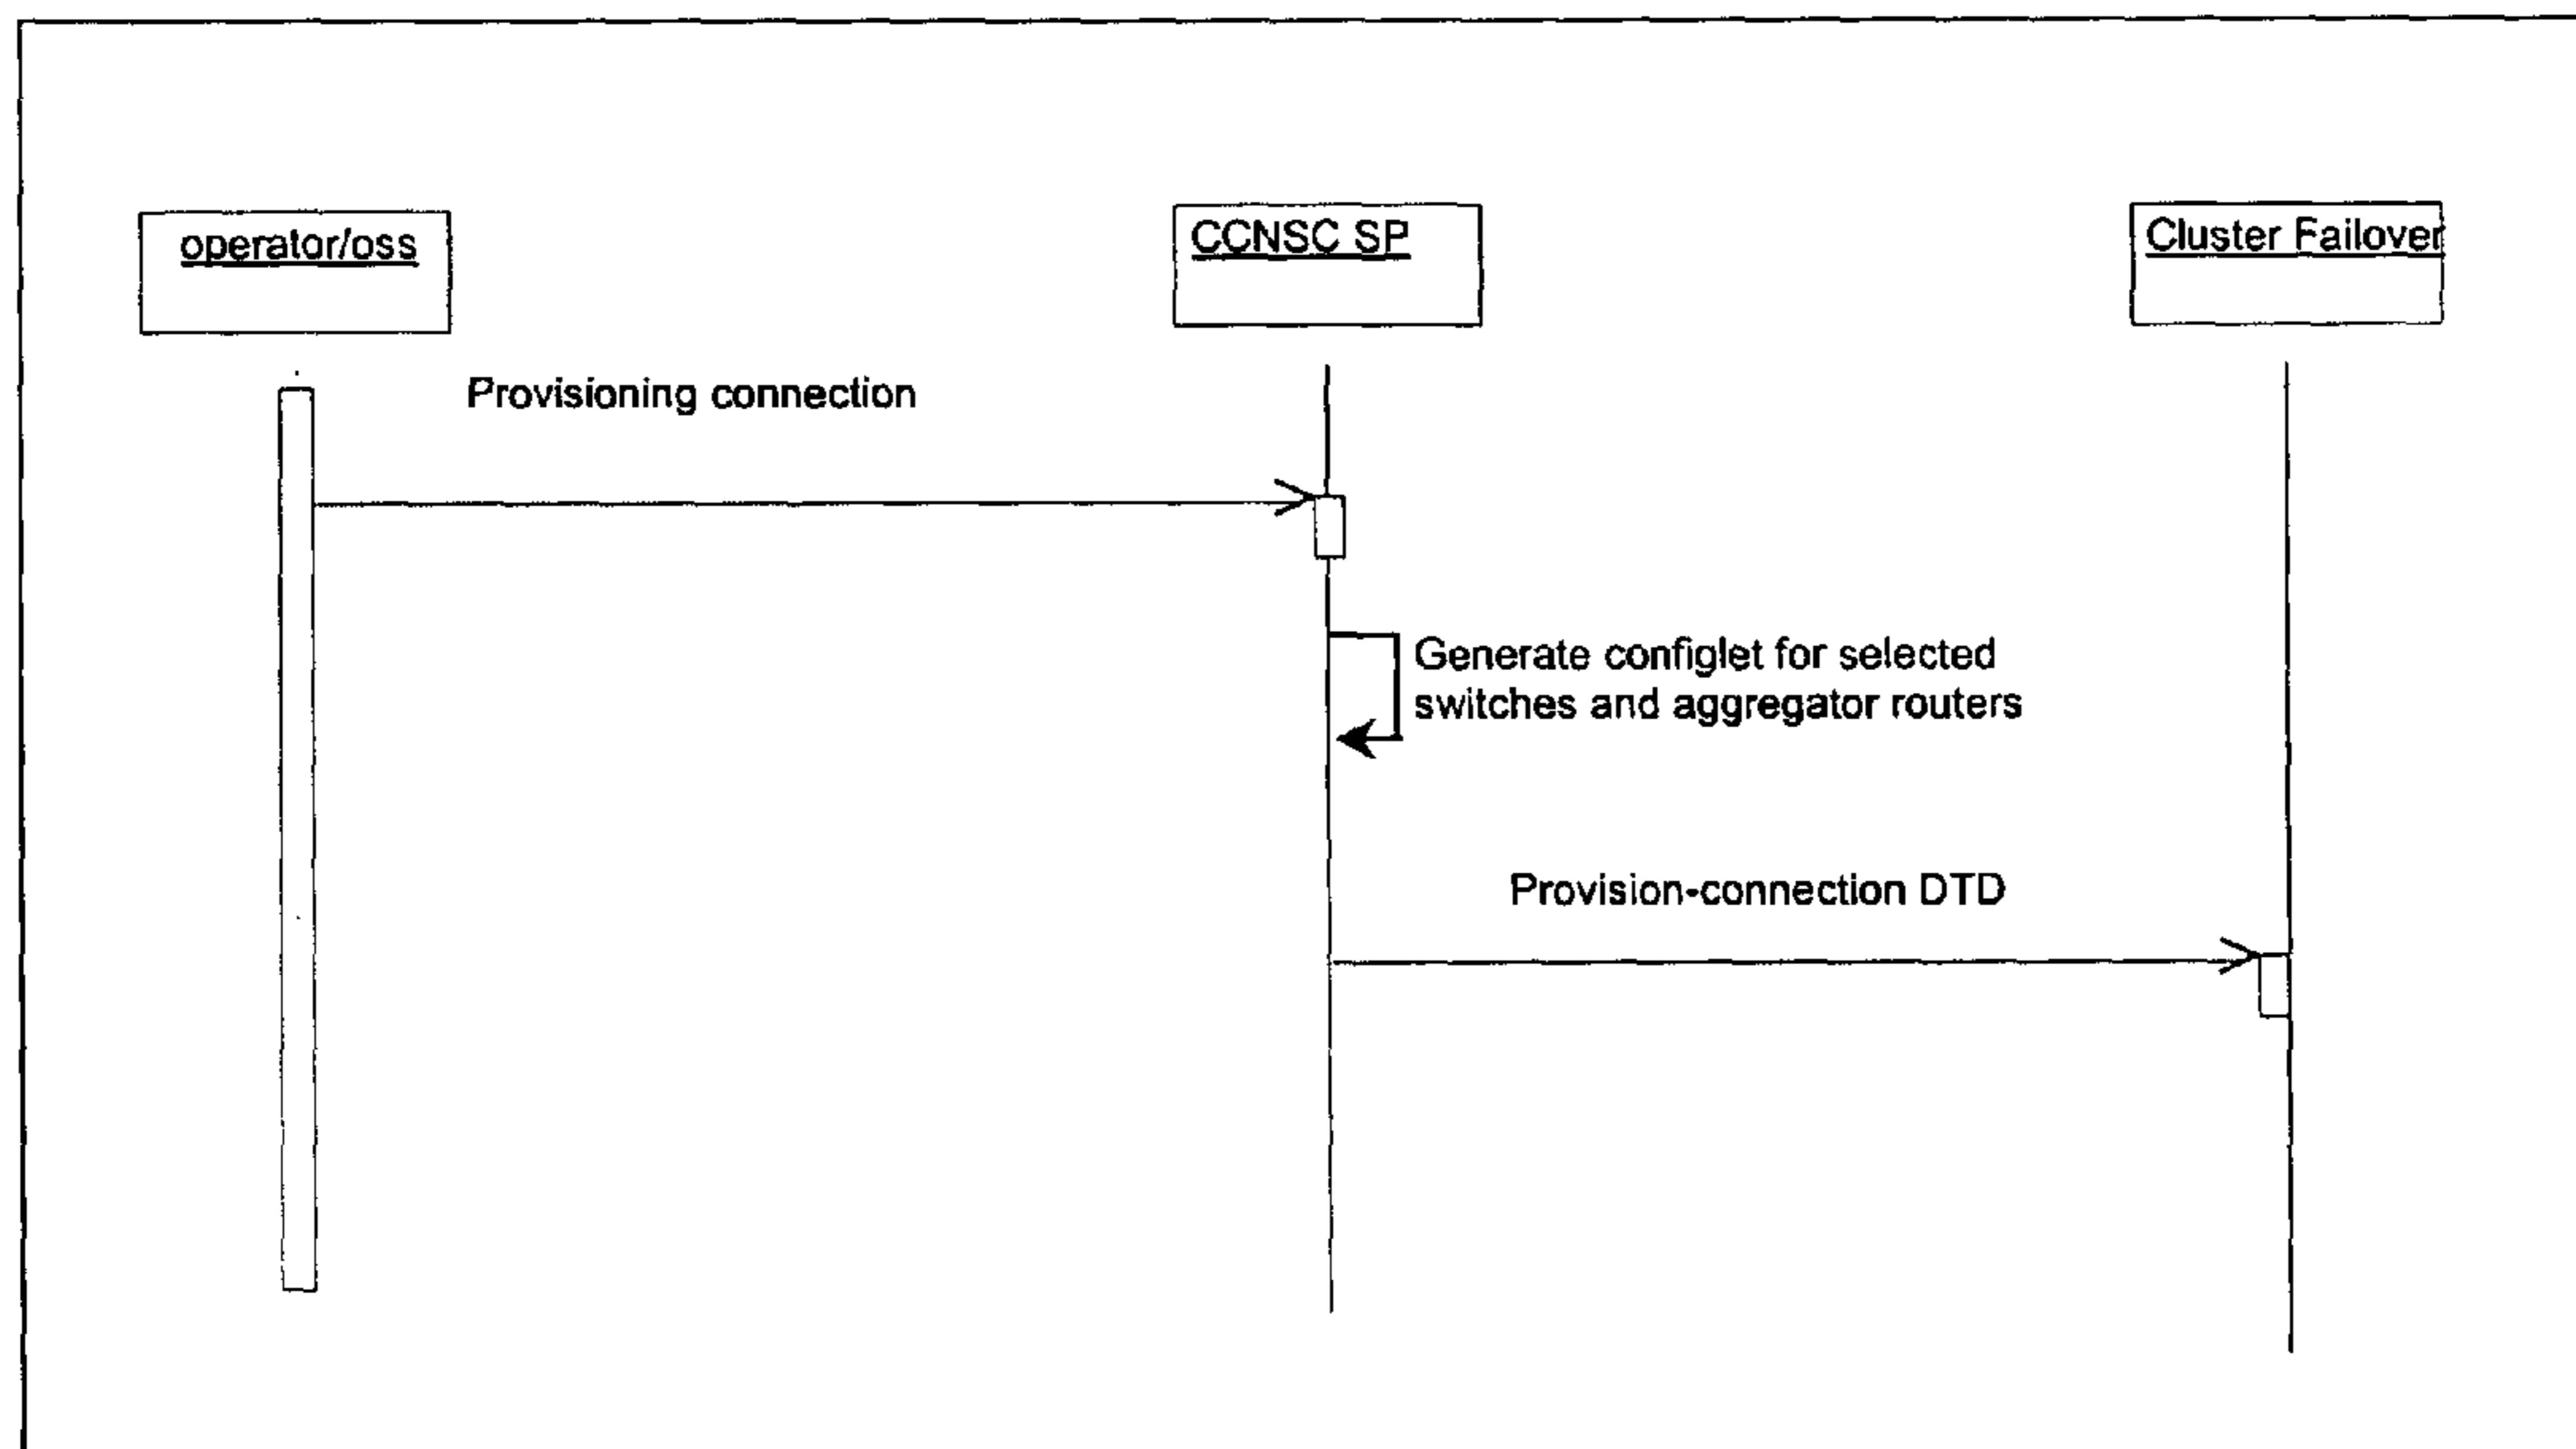 operator/oss
CCNSC SP
Cluster Failover
Provisioning connection
Generate configlet for selected
switches and aggregator routers
Provision-connection DTD